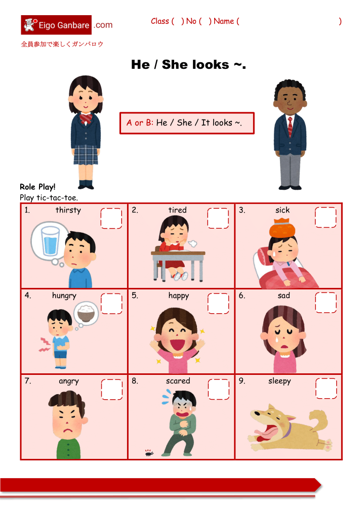 Eigo Ganbare .com
Class (   ) No (   ) Name (   )
全員参加で楽しくガンバロウ
He / She looks ~.
A or B: He / She / It looks ~.
Role Play!
Play tic-tac-toe.
1. thirsty
2. tired
3. sick
4. hungry
5. happy
6. sad
7. angry
8. scared
9. sleepy